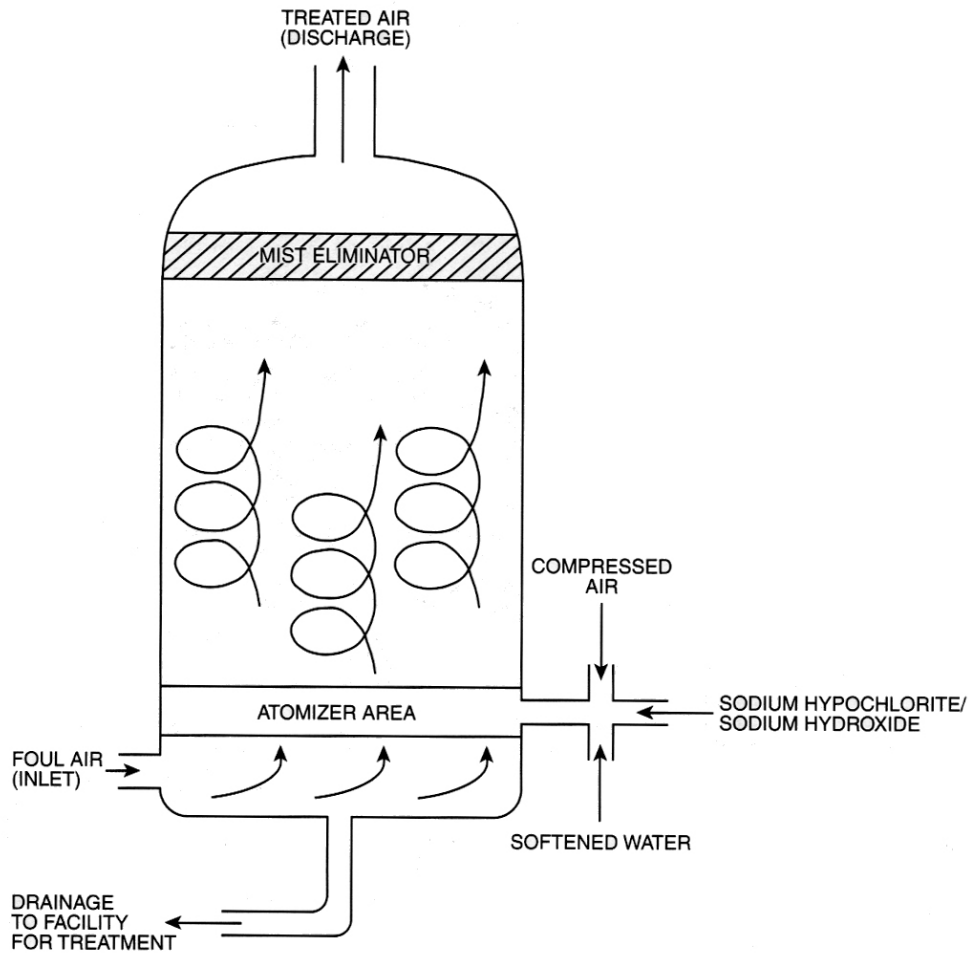 TREATED AIR
(DISCHARGE)
MIST ELIMINATOR
COMPRESSED
AIR
ATOMIZER AREA
SODIUM HYPOCHLORITE/
SODIUM HYDROXIDE
FOUL AIR
(INLET)
SOFTENED WATER
DRAINAGE
TO FACILITY
FOR TREATMENT